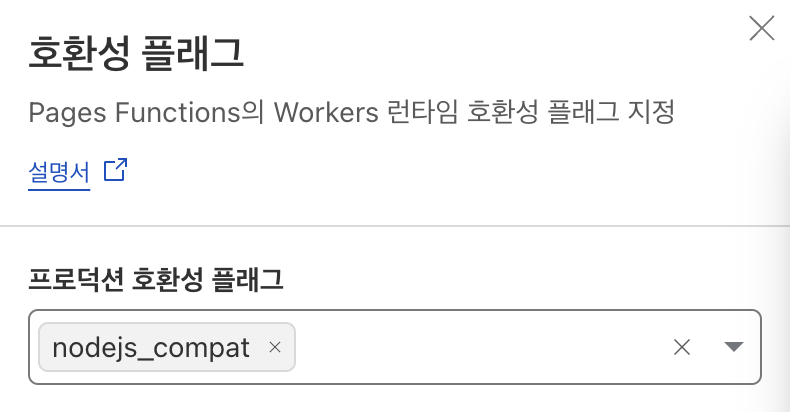 호환성 플래그
Pages Functions의 Workers 런타임 호환성 플래그 지정
설명서
프로덕션 호환성 플래그
nodejs_compat